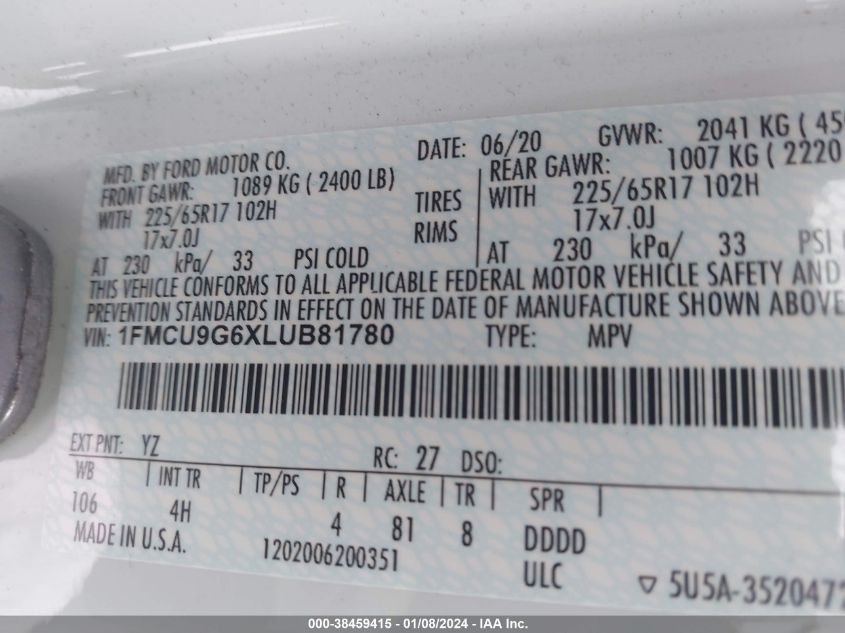 MFD. BY FORD MOTOR CO. DATE: 06/20 GVWR: 2041 KG ( 45
FRONT GAWR: 1089 KG ( 2400 LB) REAR GAWR: 1007 KG ( 2220
WITH 225/65R17 102H TIRES WITH 225/65R17 102H
17x7.0J RIMS 17x7.0J
AT 230 kPa/ 33 PSI COLD AT 230 kPa/ 33 PSI
THIS VEHICLE CONFORMS TO ALL APPLICABLE FEDERAL MOTOR VEHICLE SAFETY AND
PREVENTION STANDARDS IN EFFECT ON THE DATE OF MANUFACTURE SHOWN ABOVE
VIN: 1FMCU9G6XLUB81780 TYPE: MPV
EXT PNT: YZ RC: 27 DSO:
WB INT TR TP/PS R AXLE TR SPR
106 4H 4 81 8 DDDD
MADE IN U.S.A. 1202006200351 ULC 5U5A-3520472
000-38459415 - 01/08/2024 - IAA Inc.